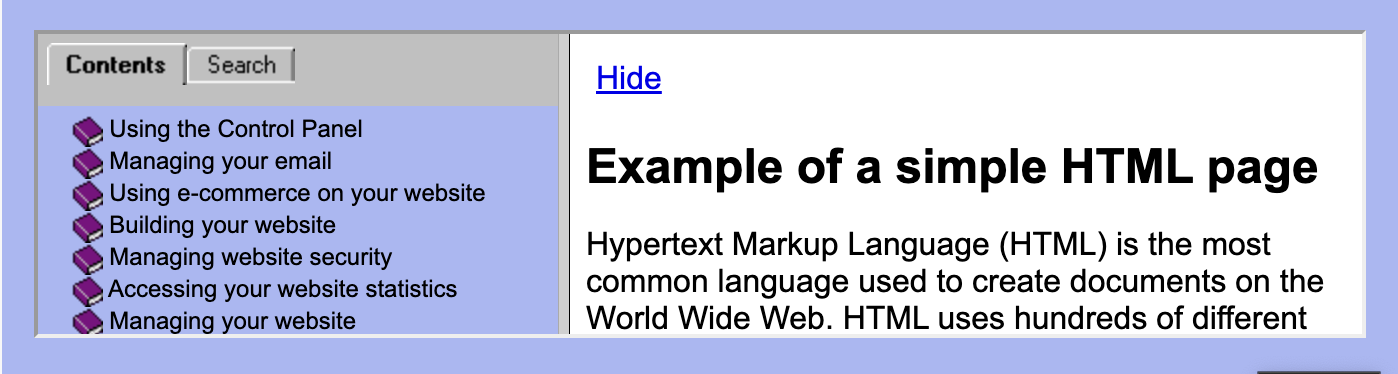 Contents Search
Using the Control Panel
Managing your email
Using e-commerce on your website
Building your website
Managing website security
Accessing your website statistics
Managing your website
Hide
Example of a simple HTML page
Hypertext Markup Language (HTML) is the most
common language used to create documents on the
World Wide Web. HTML uses hundreds of different